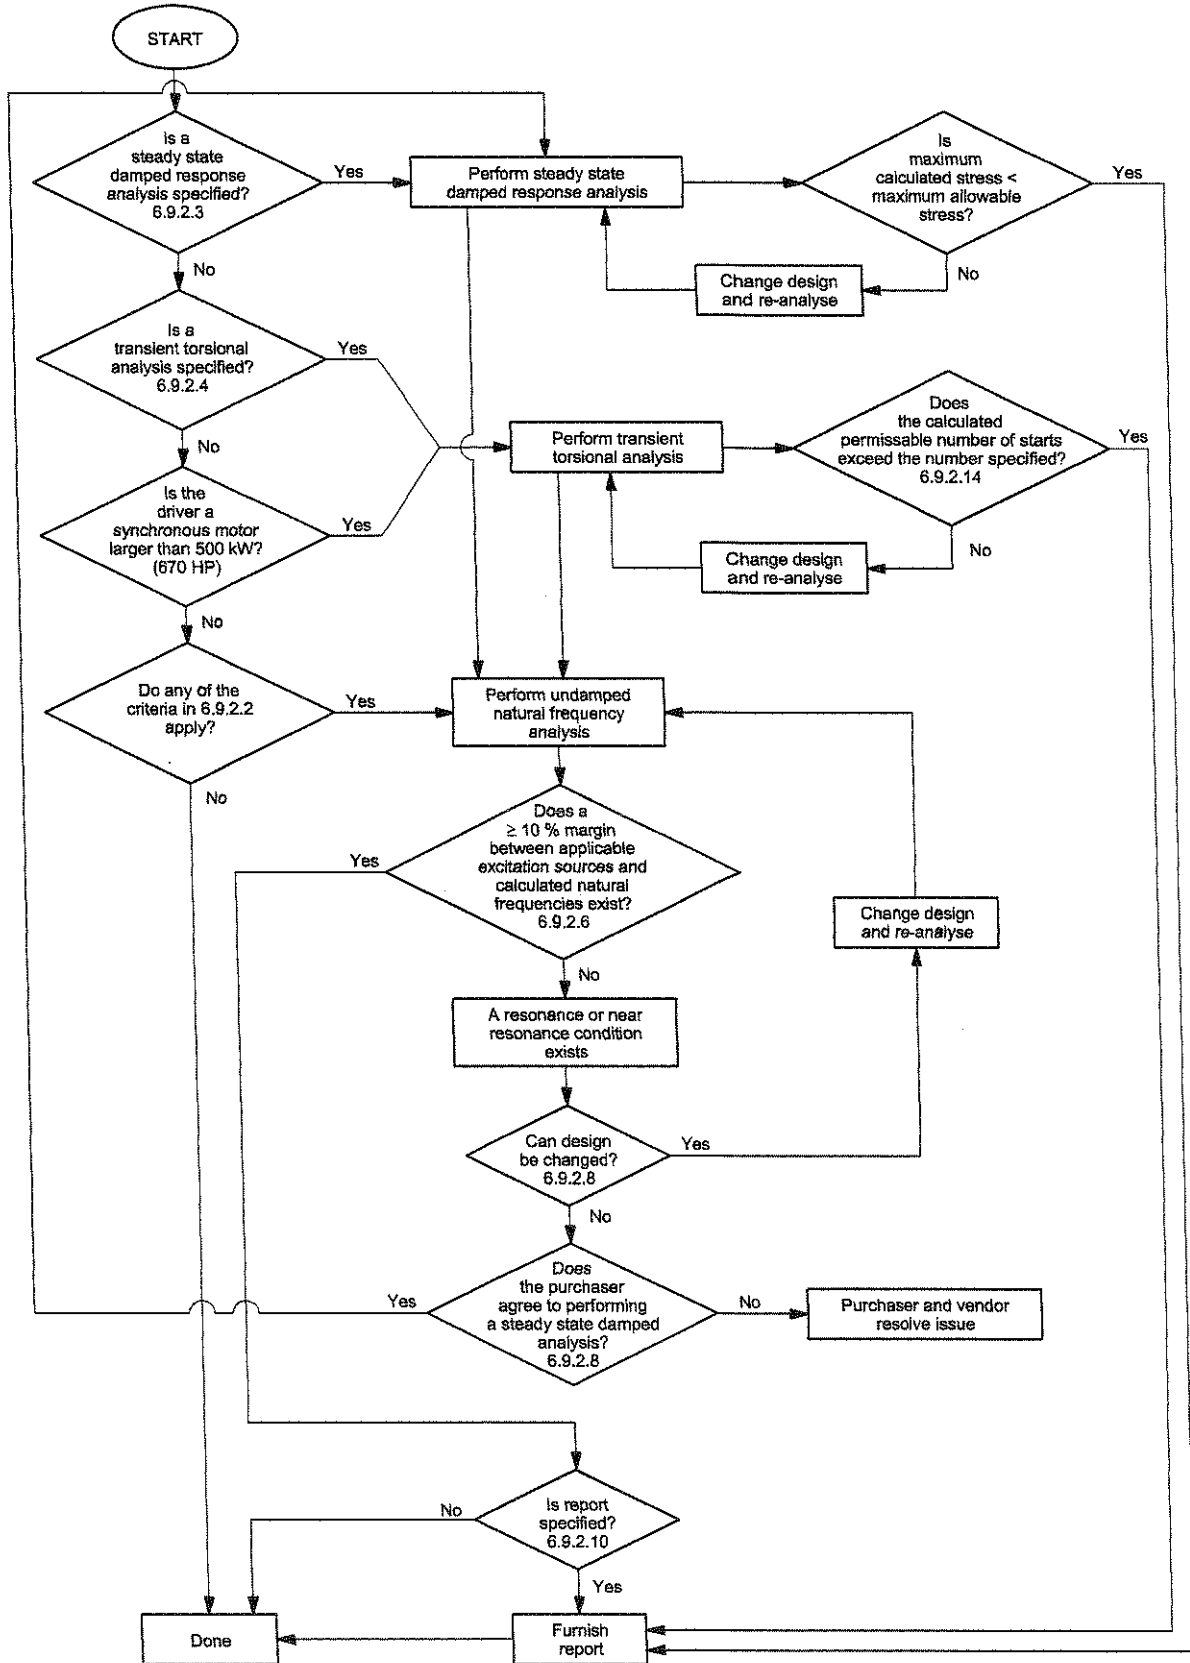 START
Is a
steady state
damped response
analysis specified?
6.9.2.3
Yes
Perform steady state
damped response analysis
Is
maximum
calculated stress <
maximum allowable
stress?
Yes
No
No
Change design
and re-analyse
Is a
transient torsional
analysis specified?
6.9.2.4
Yes
Does
the calculated
permissable number of starts
exceed the number specified?
6.9.2.14
Yes
Perform transient
torsional analysis
No
Is the
driver a
synchronous motor
larger than 500 kW?
(670 HP)
Yes
No
Change design
and re-analyse
No
Do any of the
criteria in 6.9.2.2
apply?
Yes
Perform undamped
natural frequency
analysis
No
Does a
≥ 10 % margin
between applicable
excitation sources and
calculated natural
frequencies exist?
6.9.2.6
Yes
Change design
and re-analyse
No
A resonance or near
resonance condition
exists
Can design
be changed?
6.9.2.8
Yes
No
Does
the purchaser
agree to performing
a steady state damped
analysis?
6.9.2.8
Yes
No
Purchaser and vendor
resolve issue
Is report
specified?
6.9.2.10
No
Yes
Done
Furnish
report